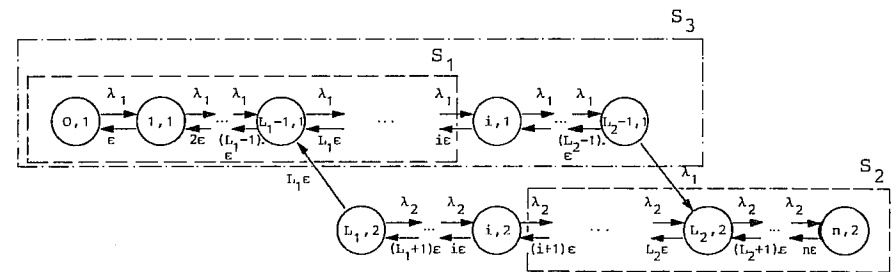 S₃
S₁
λ₁ λ₁ λ₁ λ₁ λ₁ λ₁ λ₁
0,1 1,1 ... L₁-1,1 ... i,1 ... L₂-1,1
ε 2ε (L₁-1)·ε L₁ε iε (L₂-1)·ε
L₁ε λ₁
S₂
λ₂ λ₂ λ₂ λ₂ λ₂ λ₂
L₁,2 ... i,2 ... L₂,2 ... n,2
(L₁+1)ε iε (i+1)ε L₂ε (L₂+1)·ε nε